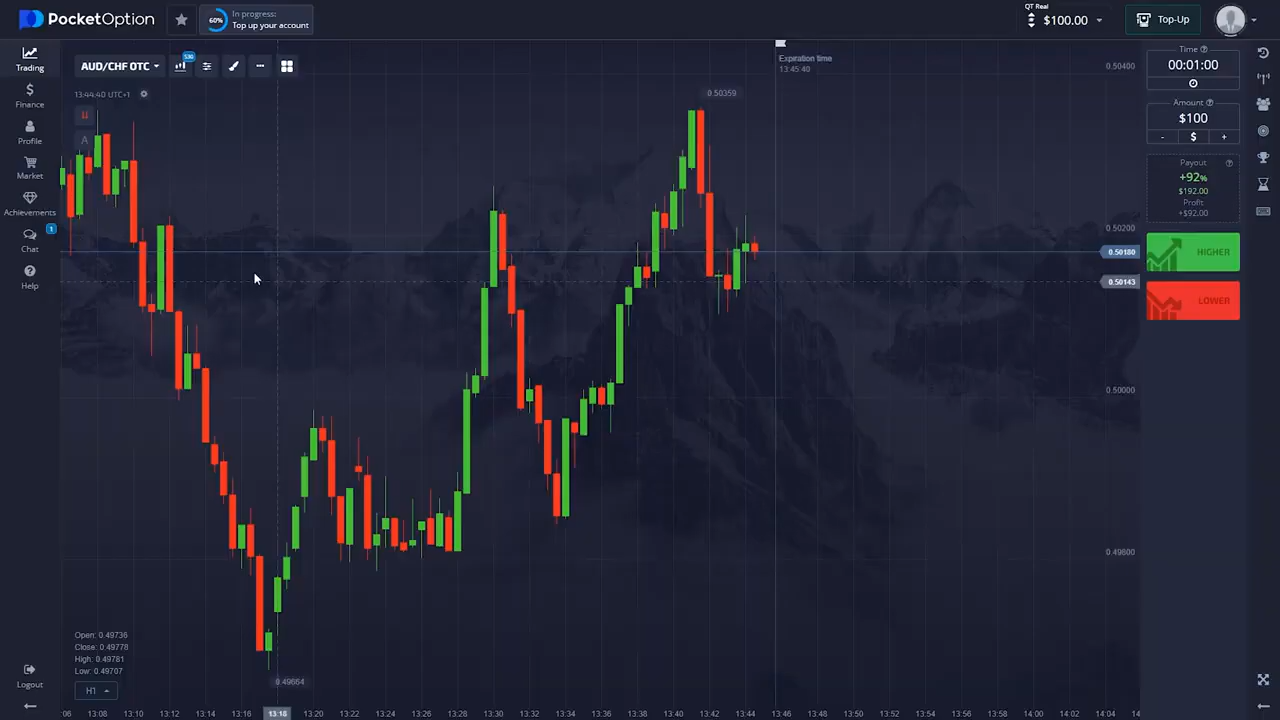 PocketOption
60%
In progress:
Top up your account
QT Real
$100.00
Top-Up
Trading
Finance
Profile
Market
Achievements
1
Chat
Help
Logout
AUD/CHF OTC
S30
13:44:40 UTC+1
A
Expiration time
13:45:40
0.50359
0.49664
0.50400
0.50200
0.50180
0.50143
0.50000
0.49800
Open: 0.49736
Close: 0.49778
High: 0.49781
Low: 0.49707
H1
:06 13:08 13:10 13:12 13:14 13:16 13:18 13:20 13:22 13:24 13:26 13:28 13:30 13:32 13:34 13:36 13:38 13:40 13:42 13:44 13:46 13:48 13:50 13:52 13:54 13:56 13:58 14:00 14:02 14:04 14:
Time
00:01:00
Amount
$100
- $ +
Payout
+92%
$192.00
Profit
+$92.00
HIGHER
LOWER